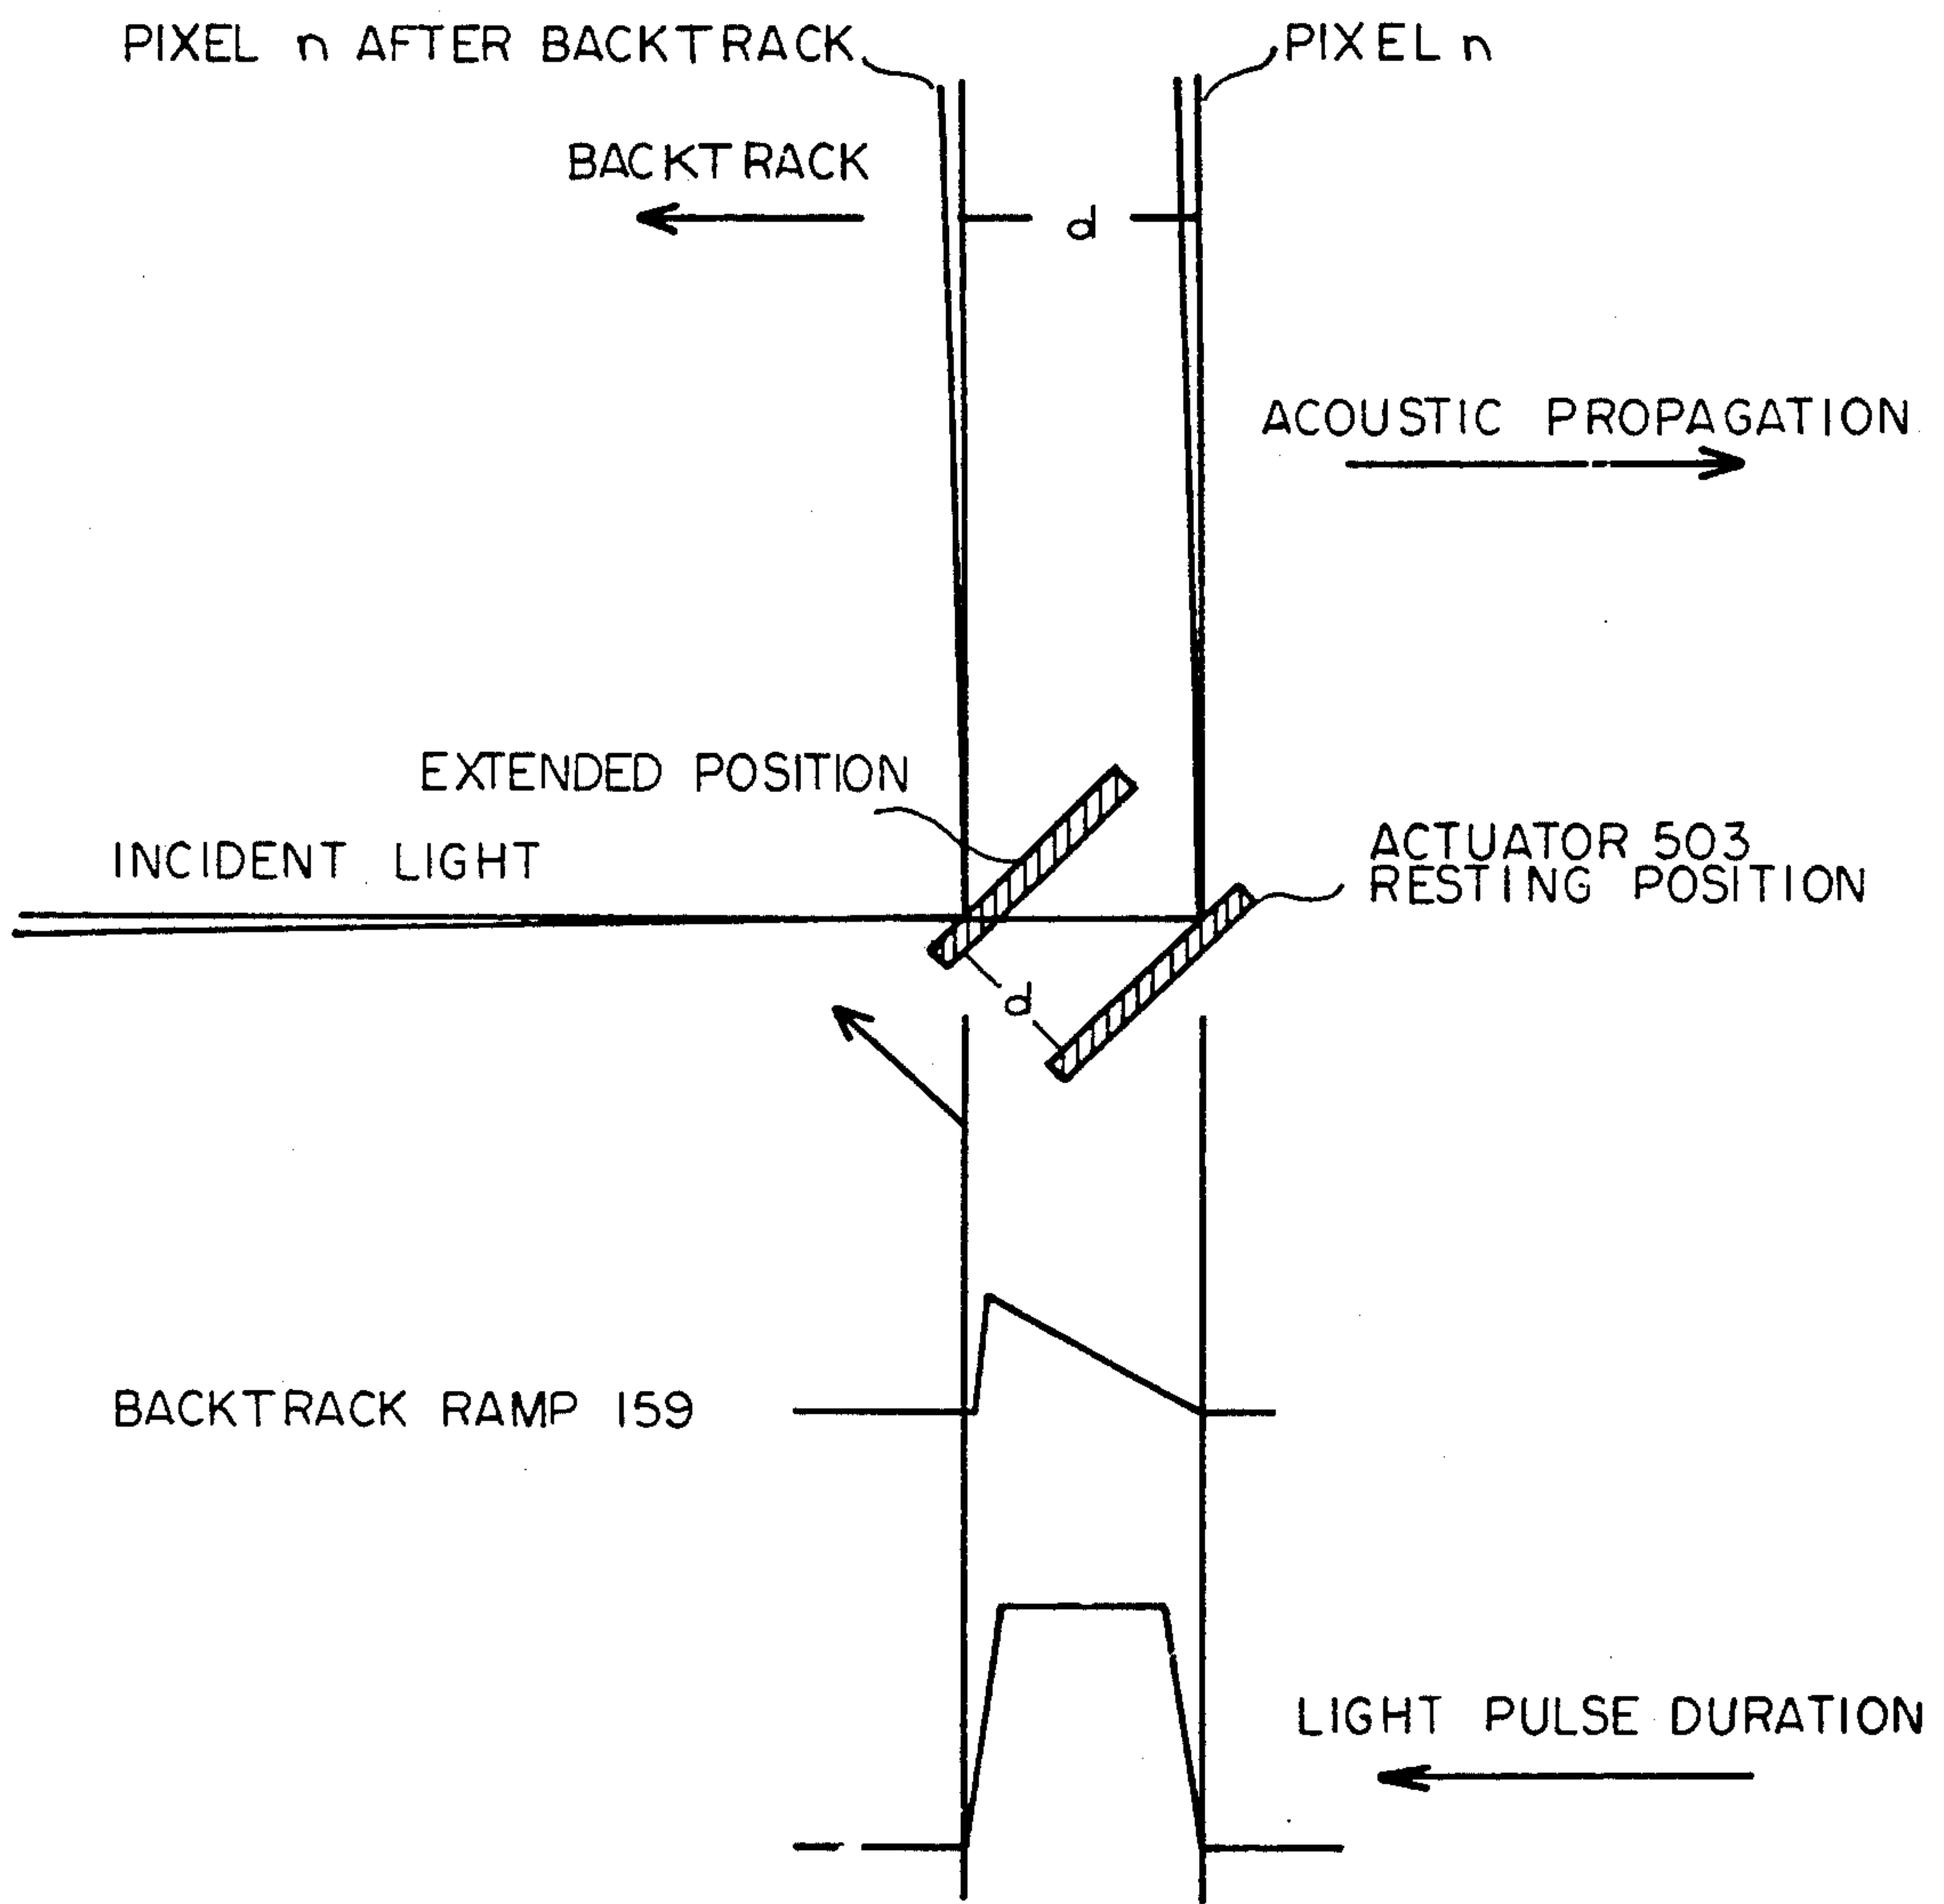 PIXEL n AFTER BACKTRACK
PIXEL n
BACKTRACK
d
ACOUSTIC PROPAGATION
EXTENDED POSITION
INCIDENT LIGHT
ACTUATOR 503
RESTING POSITION
d
BACKTRACK RAMP 159
LIGHT PULSE DURATION